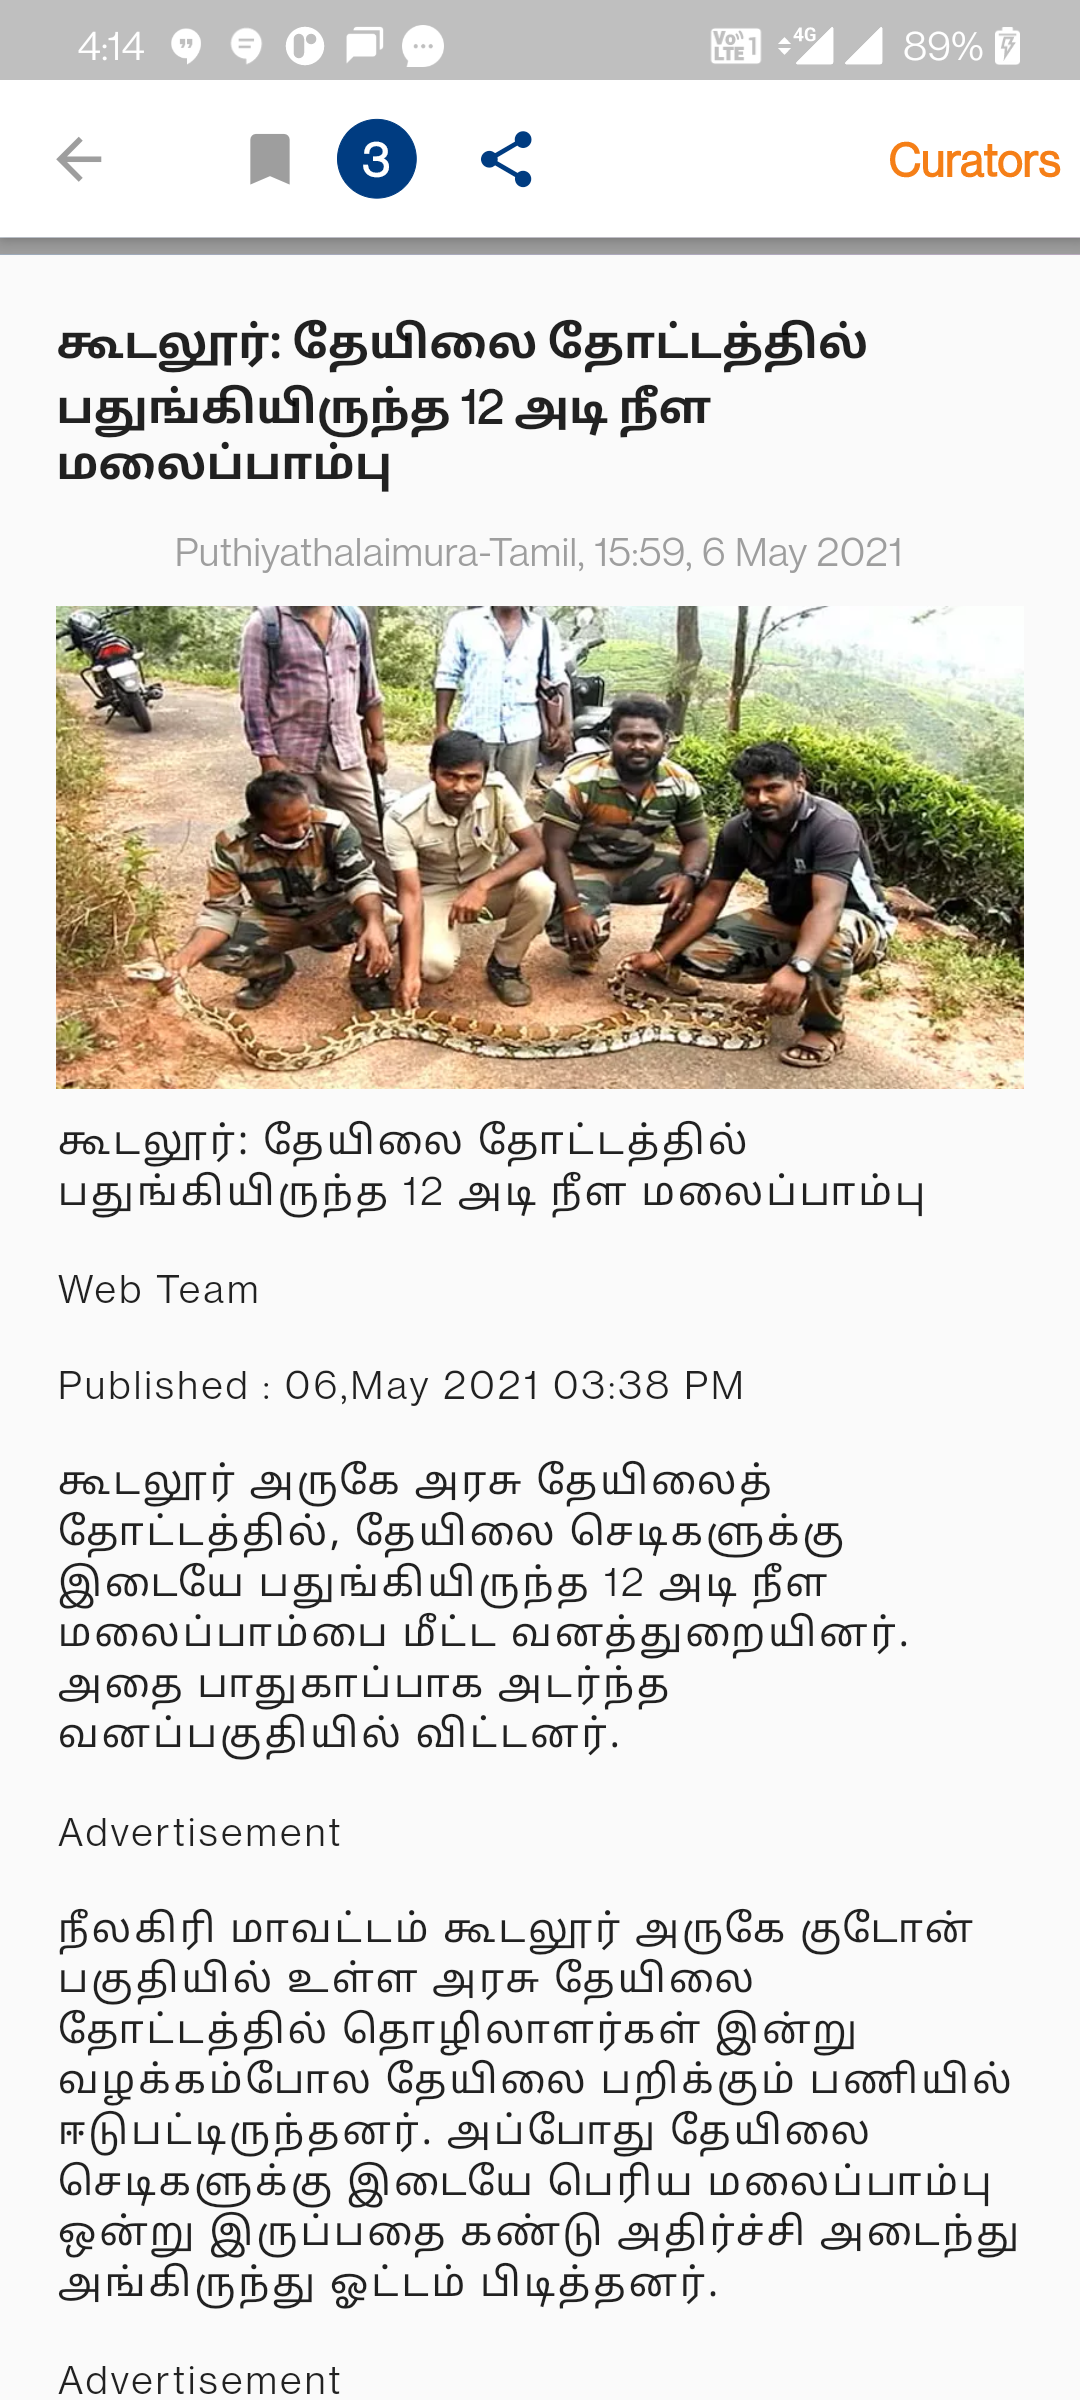 4:14
Vo)) LTE 1
4G
89%
3
Curators
கூடலூர்: தேயிலை தோட்டத்தில்
பதுங்கியிருந்த 12 அடி நீள
மலைப்பாம்பு
Puthiyathalaimura-Tamil, 15:59, 6 May 2021
கூடலூர்: தேயிலை தோட்டத்தில்
பதுங்கியிருந்த 12 அடி நீள மலைப்பாம்பு
Web Team
Published : 06,May 2021 03:38 PM
கூடலூர் அருகே அரசு தேயிலைத்
தோட்டத்தில், தேயிலை செடிகளுக்கு
இடையே பதுங்கியிருந்த 12 அடி நீள
மலைப்பாம்பை மீட்ட வனத்துறையினர்.
அதை பாதுகாப்பாக அடர்ந்த
வனப்பகுதியில் விட்டனர்.
Advertisement
நீலகிரி மாவட்டம் கூடலூர் அருகே குடோன்
பகுதியில் உள்ள அரசு தேயிலை
தோட்டத்தில் தொழிலாளர்கள் இன்று
வழக்கம்போல தேயிலை பறிக்கும் பணியில்
ஈடுபட்டிருந்தனர். அப்போது தேயிலை
செடிகளுக்கு இடையே பெரிய மலைப்பாம்பு
ஒன்று இருப்பதை கண்டு அதிர்ச்சி அடைந்து
அங்கிருந்து ஓட்டம் பிடித்தனர்.
Advertisement